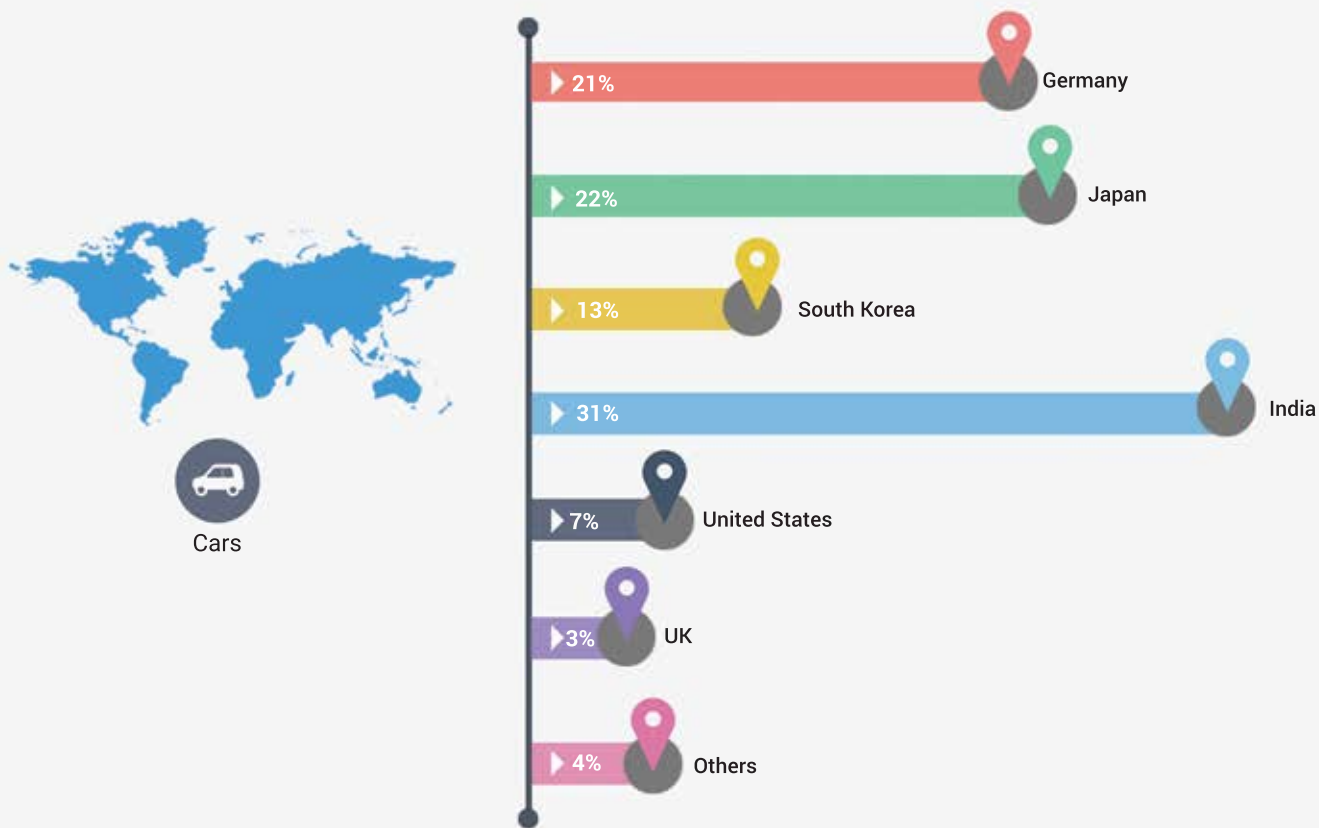 21%
Germany
22%
Japan
13%
South Korea
31%
India
7%
United States
3%
UK
4%
Others
Cars